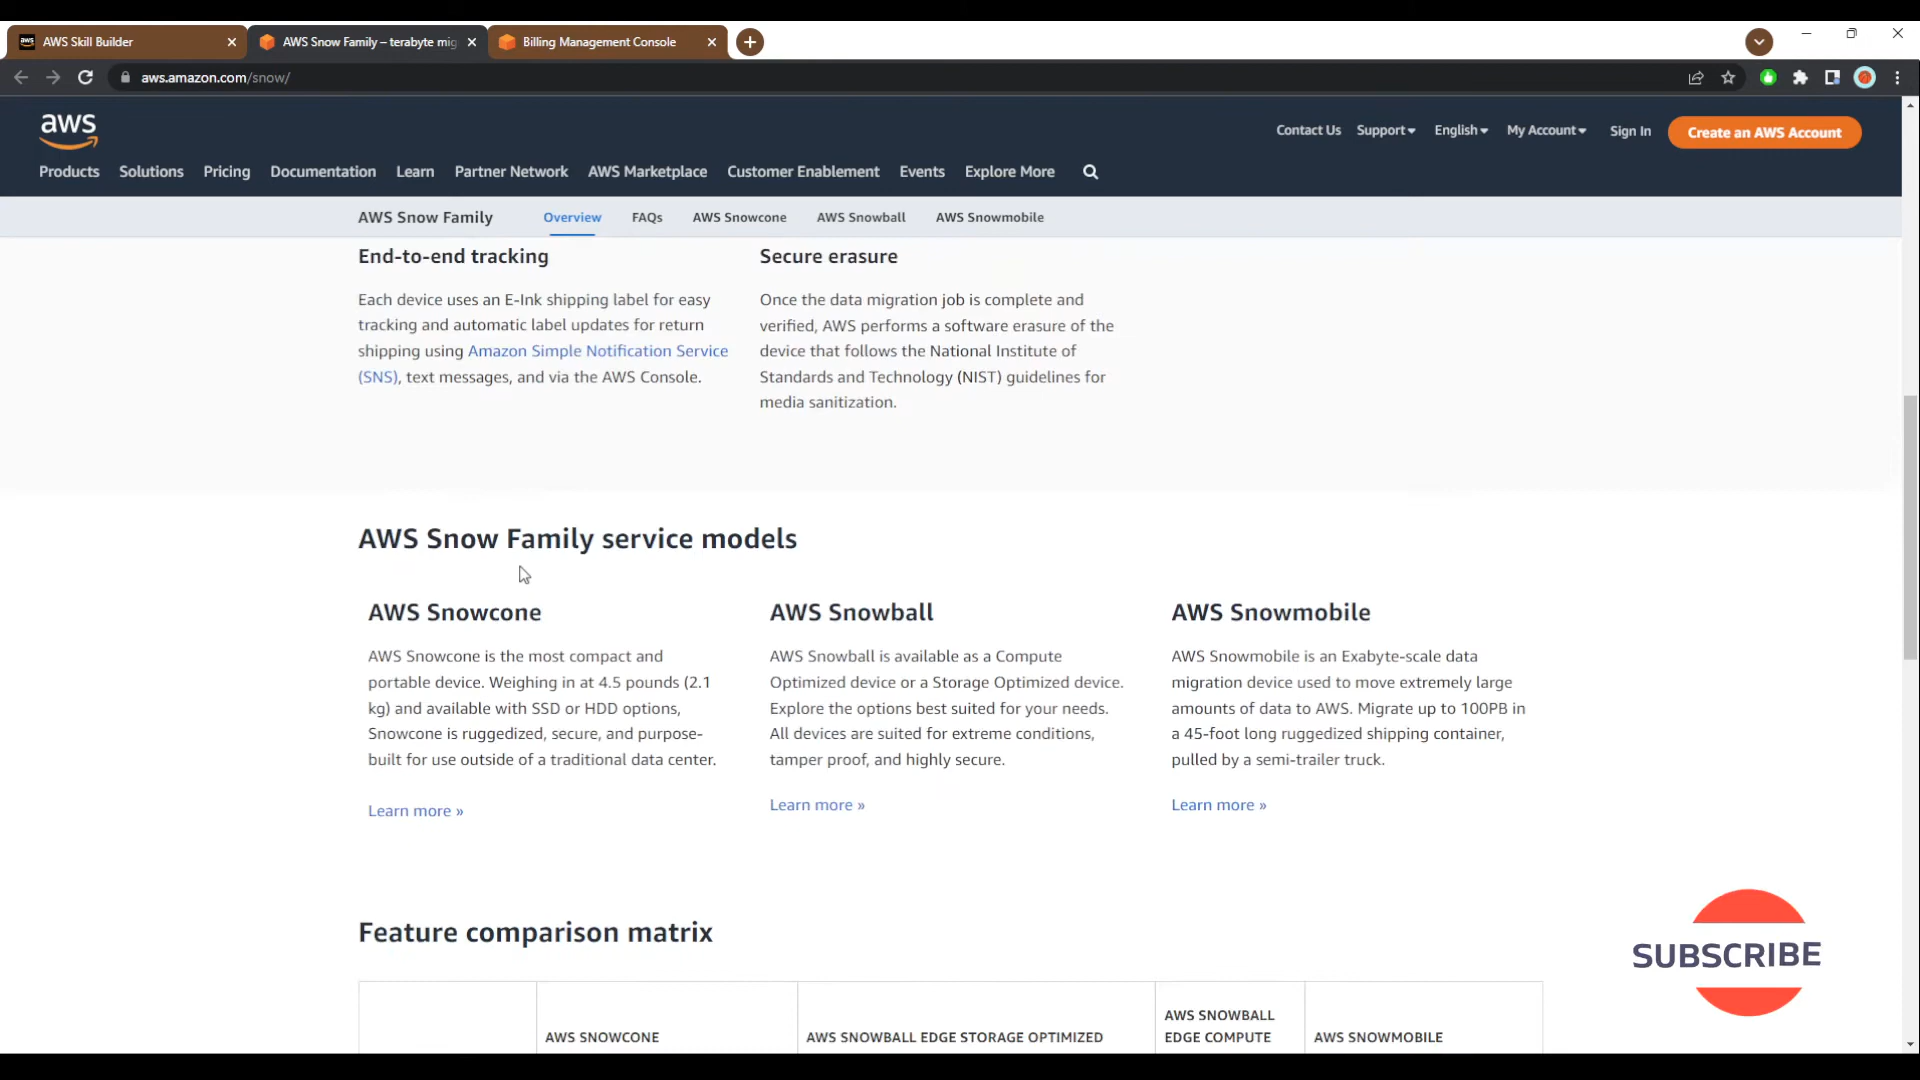 AWS Skill Builder
AWS Snow Family – terabyte mig
Billing Management Console
aws.amazon.com/snow/
aws
Contact Us Support English My Account Sign In Create an AWS Account
Products Solutions Pricing Documentation Learn Partner Network AWS Marketplace Customer Enablement Events Explore More
AWS Snow Family Overview FAQs AWS Snowcone AWS Snowball AWS Snowmobile
End-to-end tracking
Each device uses an E-Ink shipping label for easy
tracking and automatic label updates for return
shipping using Amazon Simple Notification Service
(SNS), text messages, and via the AWS Console.
Secure erasure
Once the data migration job is complete and
verified, AWS performs a software erasure of the
device that follows the National Institute of
Standards and Technology (NIST) guidelines for
media sanitization.
AWS Snow Family service models
AWS Snowcone
AWS Snowcone is the most compact and
portable device. Weighing in at 4.5 pounds (2.1
kg) and available with SSD or HDD options,
Snowcone is ruggedized, secure, and purpose-
built for use outside of a traditional data center.
Learn more »
AWS Snowball
AWS Snowball is available as a Compute
Optimized device or a Storage Optimized device.
Explore the options best suited for your needs.
All devices are suited for extreme conditions,
tamper proof, and highly secure.
Learn more »
AWS Snowmobile
AWS Snowmobile is an Exabyte-scale data
migration device used to move extremely large
amounts of data to AWS. Migrate up to 100PB in
a 45-foot long ruggedized shipping container,
pulled by a semi-trailer truck.
Learn more »
Feature comparison matrix
AWS SNOWCONE
AWS SNOWBALL EDGE STORAGE OPTIMIZED
AWS SNOWBALL
EDGE COMPUTE
AWS SNOWMOBILE
SUBSCRIBE